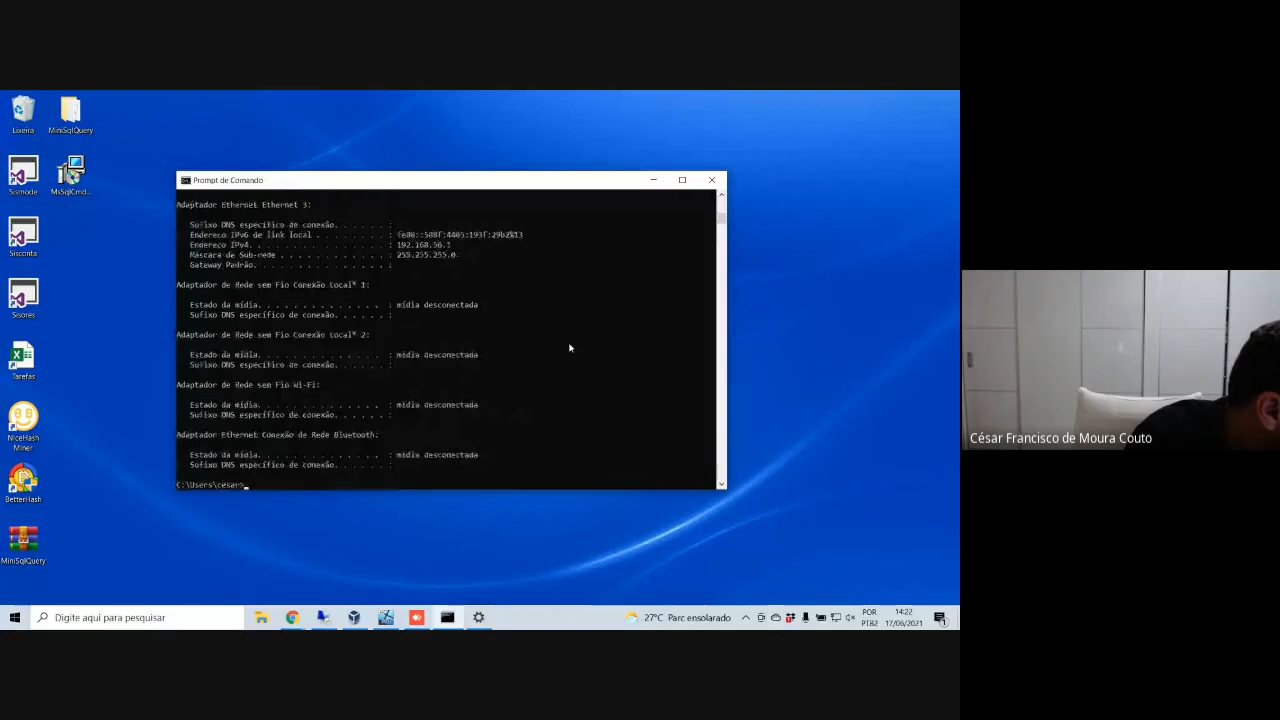 Lixeira
MiniSqlQuery
Sismode
MsSqlCmd...
Sisconta
Sisores
Tarefas
NiceHash
Miner
BetterHash
MiniSqlQuery
Prompt de Comando
Adaptador Ethernet Ethernet 3:
Sufixo DNS específico de conexão. . . . . . :
Endereço IPv6 de link local . . . . . . . . :
Endereço IPv4. . . . . . . . . . . . . . . : 192.168.56.1
Máscara de Sub-rede . . . . . . . . . . . . : 255.255.255.0
Gateway Padrão. . . . . . . . . . . . . . . :
Adaptador de Rede sem Fio Conexão Local* 1:
Estado da mídia. . . . . . . . . . . . . . : mídia desconectada
Sufixo DNS específico de conexão. . . . . . :
Adaptador de Rede sem Fio Conexão Local* 2:
Estado da mídia. . . . . . . . . . . . . . : mídia desconectada
Sufixo DNS específico de conexão. . . . . . :
Adaptador de Rede sem Fio Wi-Fi:
Estado da mídia. . . . . . . . . . . . . . : mídia desconectada
Sufixo DNS específico de conexão. . . . . . :
Adaptador Ethernet Conexão de Rede Bluetooth:
Estado da mídia. . . . . . . . . . . . . . : mídia desconectada
Sufixo DNS específico de conexão. . . . . . :
C:\Users\cesar>
César Francisco de Moura Couto
Digite aqui para pesquisar
27°C Parc ensolarado
POR
PTB2
14:22
17/06/2021
1